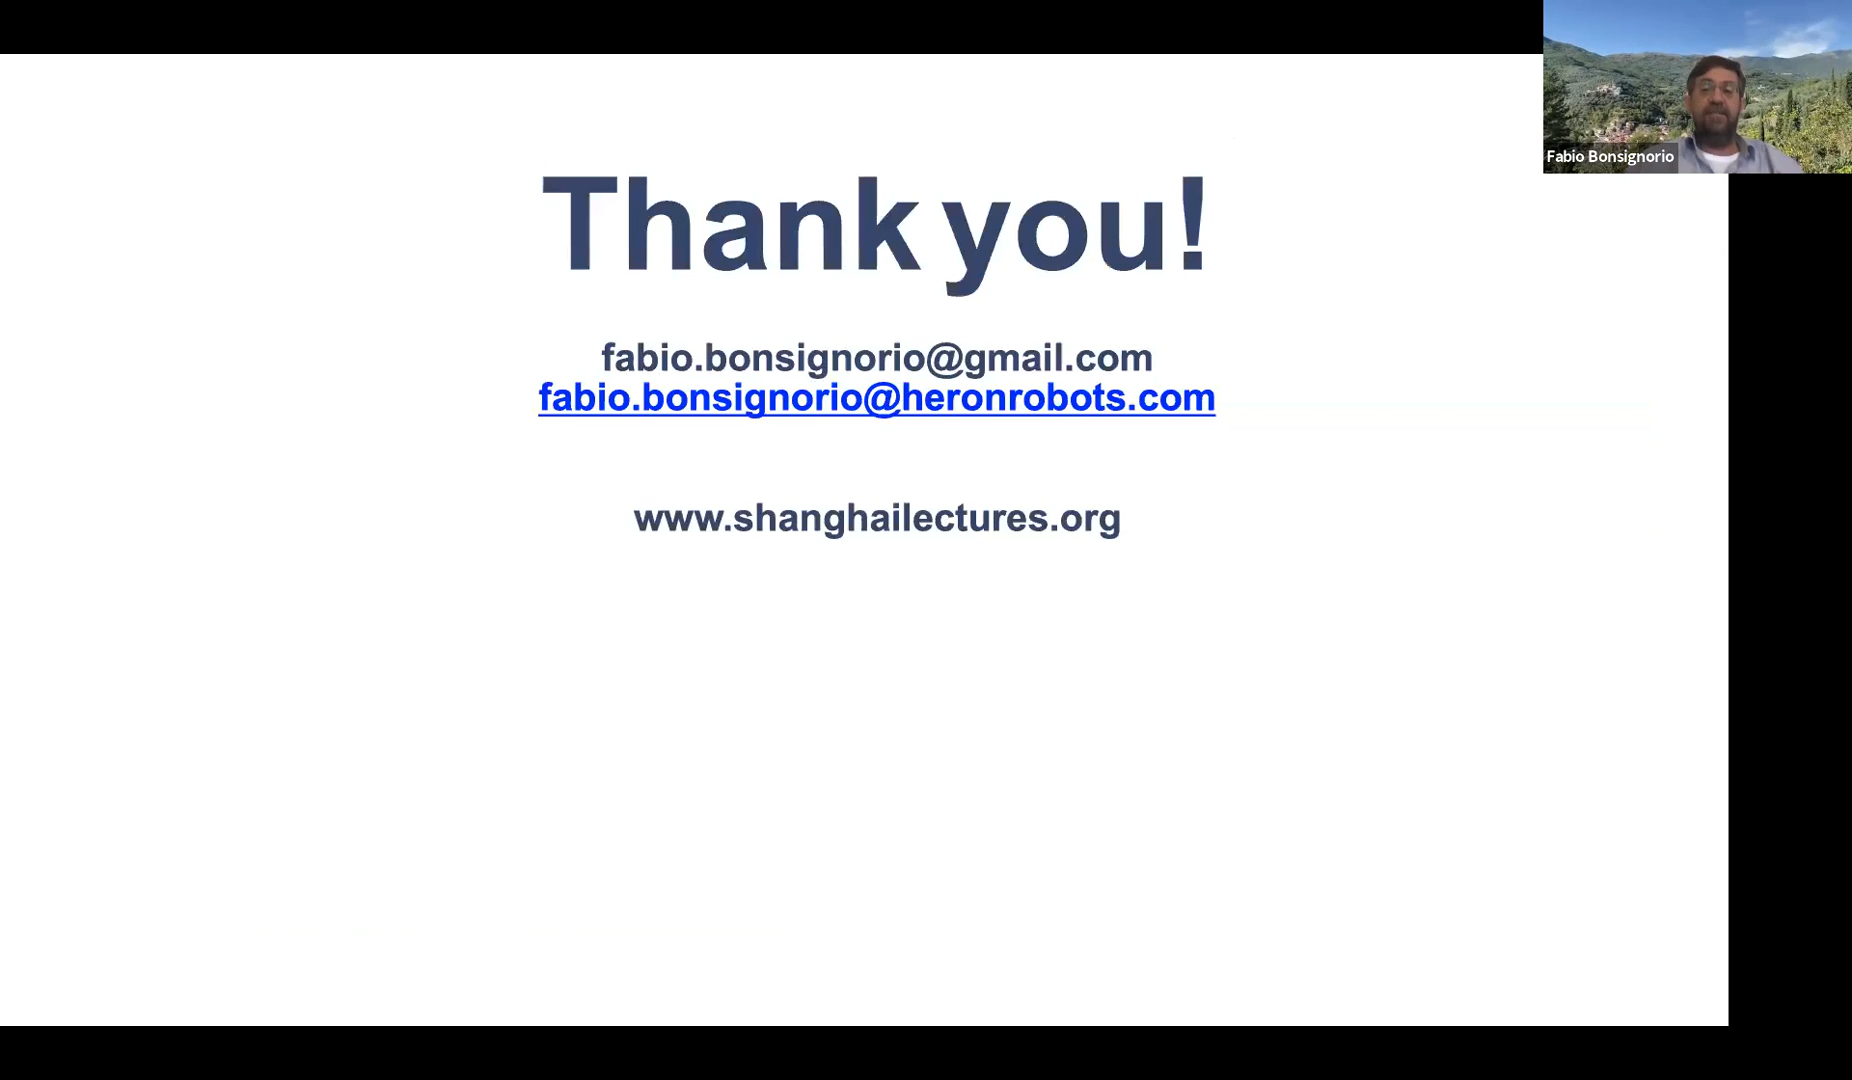 Thank you!
fabio.bonsignorio@gmail.com
fabio.bonsignorio@heronrobots.com
www.shanghailectures.org
Fabio Bonsignorio